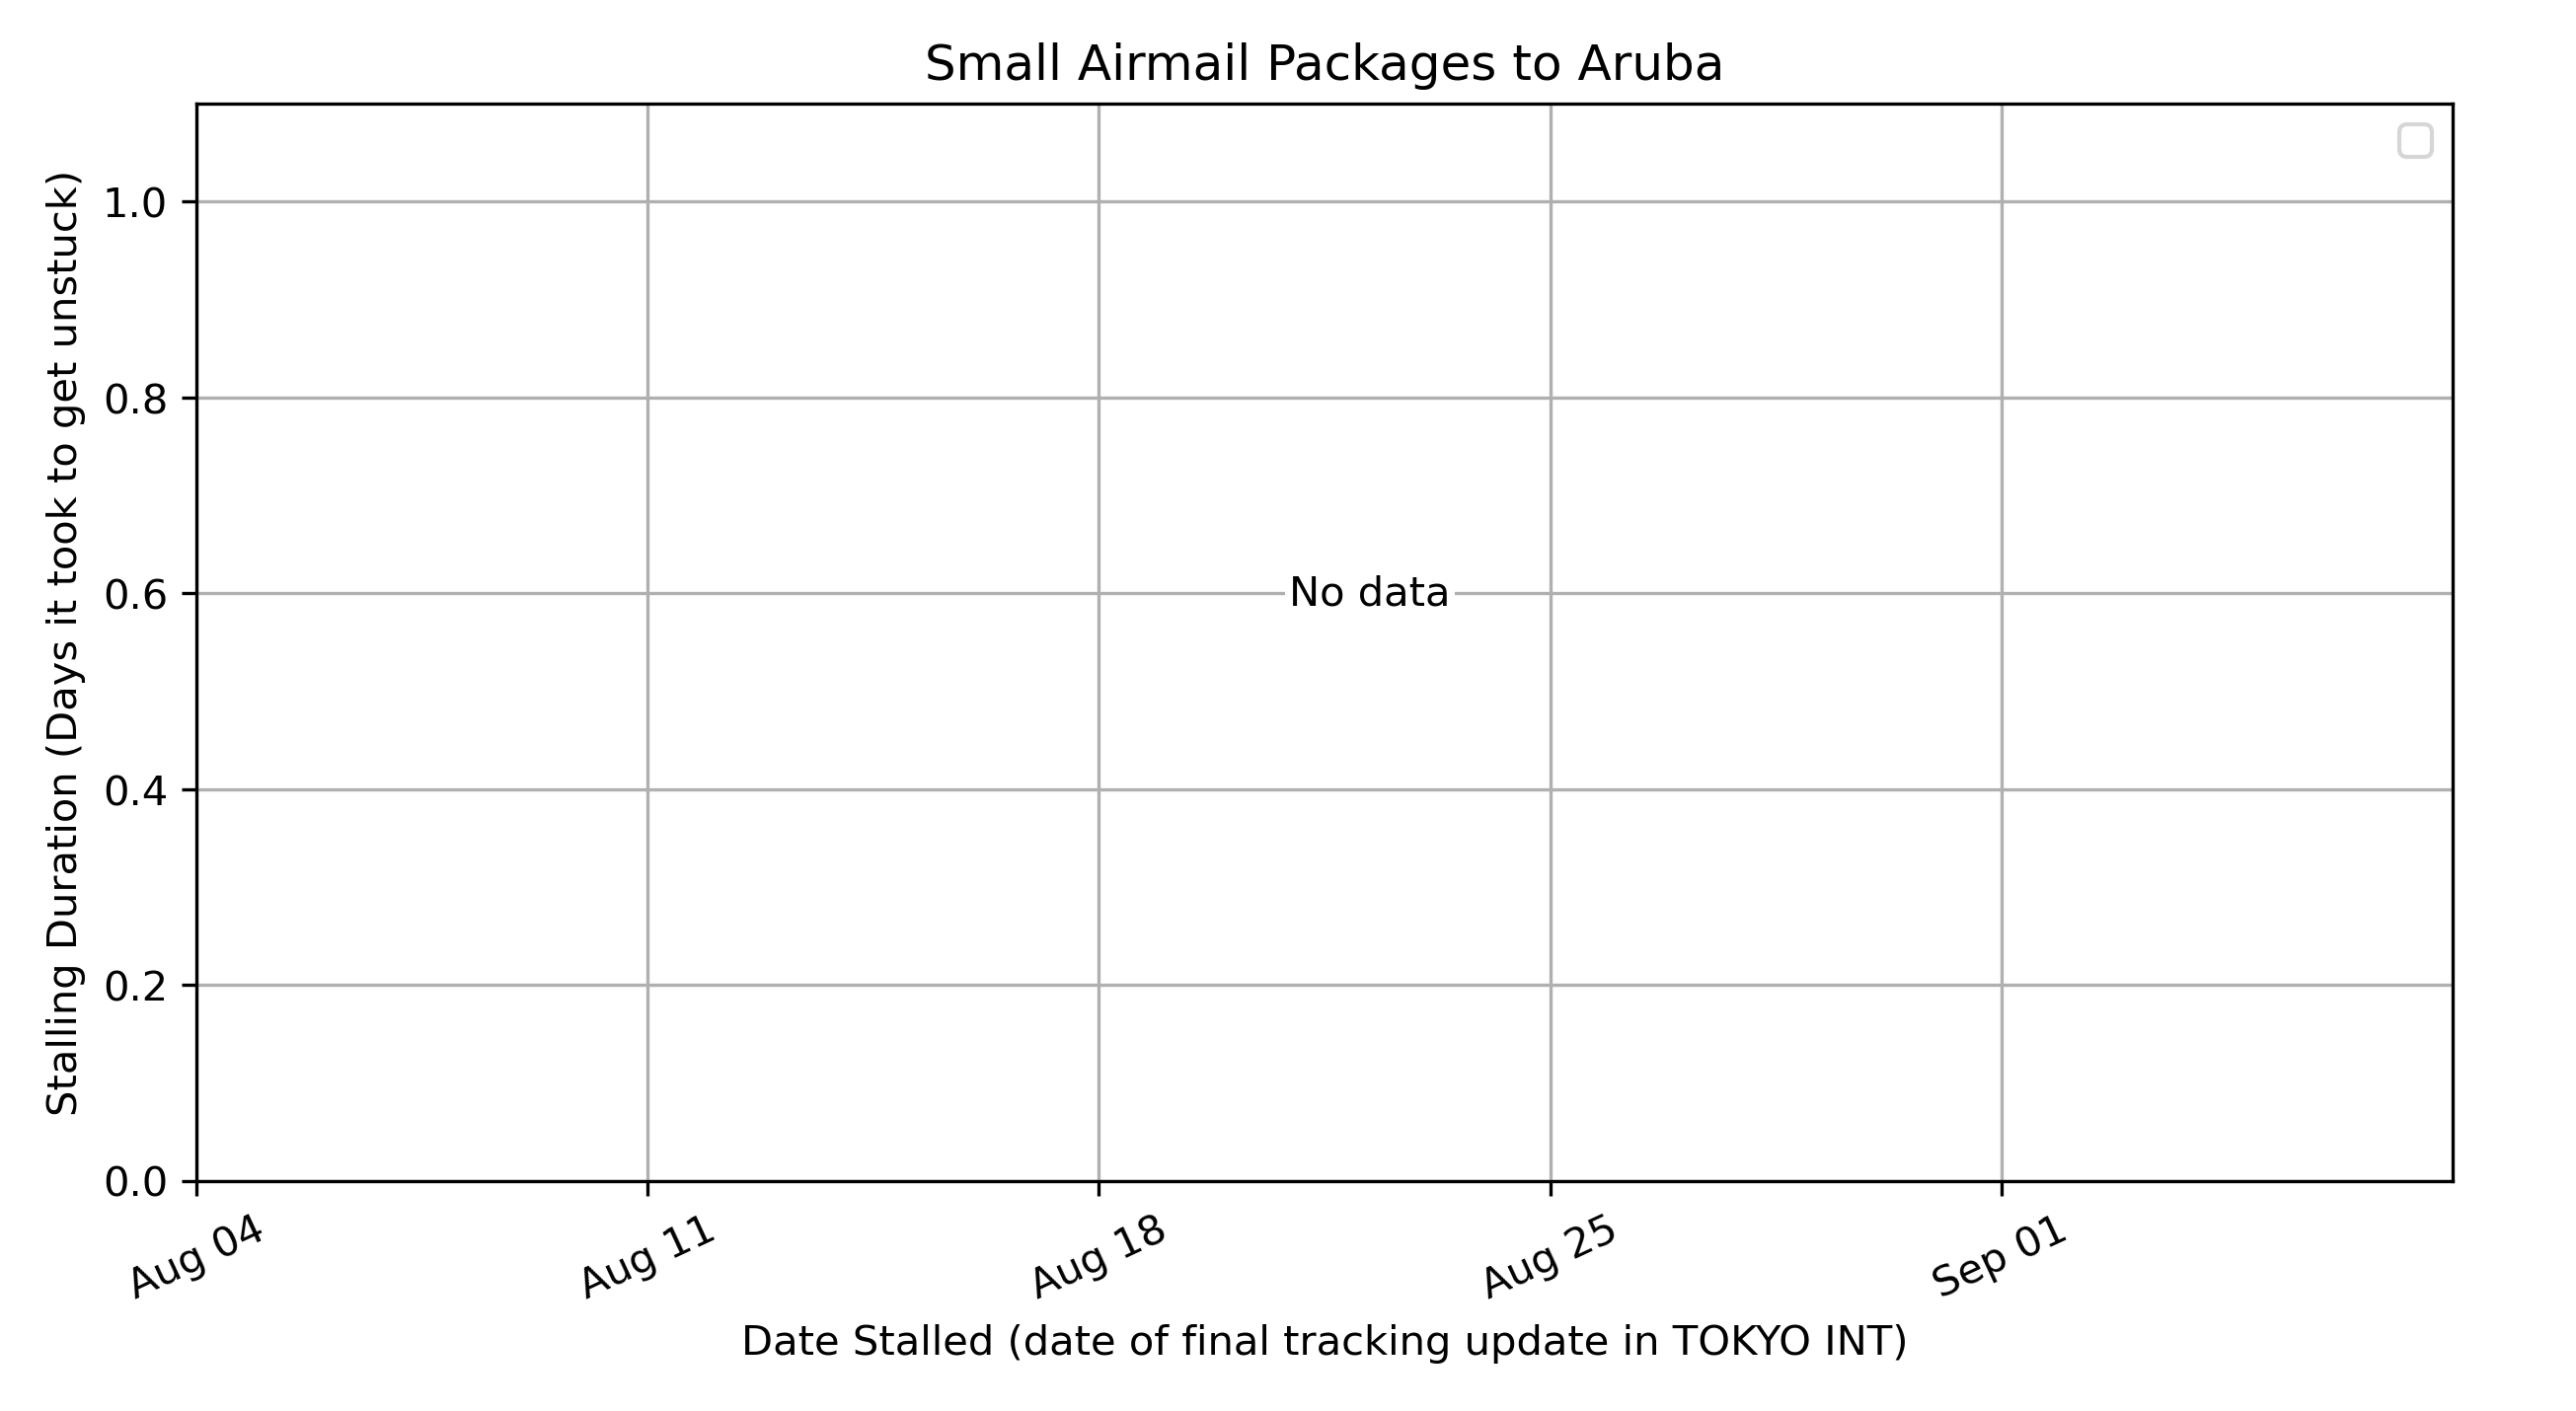 Small Airmail Packages to Aruba
Stalling Duration (Days it took to get unstuck)
1.0
0.8
0.6
0.4
0.2
0.0
No data
Aug 04
Aug 11
Aug 18
Aug 25
Sep 01
Date Stalled (date of final tracking update in TOKYO INT)